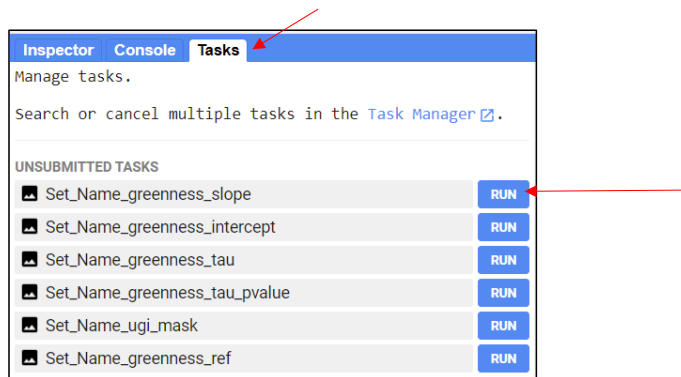 Inspector Console Tasks
Manage tasks.
Search or cancel multiple tasks in the Task Manager.
UNSUBMITTED TASKS
Set_Name_greenness_slope RUN
Set_Name_greenness_intercept RUN
Set_Name_greenness_tau RUN
Set_Name_greenness_tau_pvalue RUN
Set_Name_ugi_mask RUN
Set_Name_greenness_ref RUN